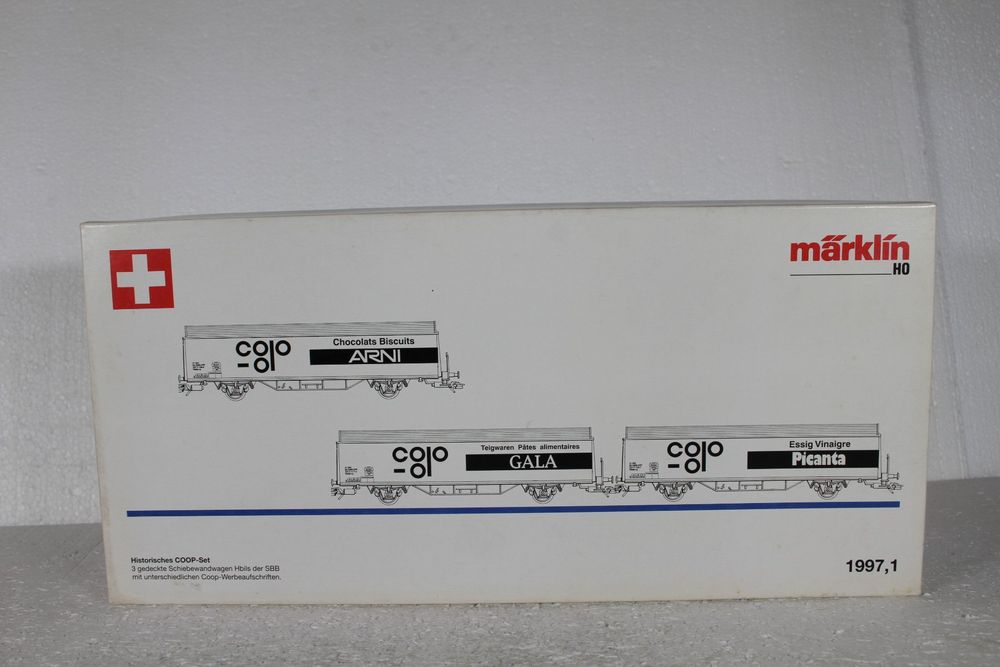 märklin
HO
Chocolats Biscuits
coop
ARNI
Teigwaren Pâtes alimentaires
coop
GALA
Essig Vinaigre
coop
Picanta
Historisches COOP-Set
3 gedeckte Schiebewandwagen Hbils der SBB
mit unterschiedlichen Coop-Werbeaufschriften.
1997,1